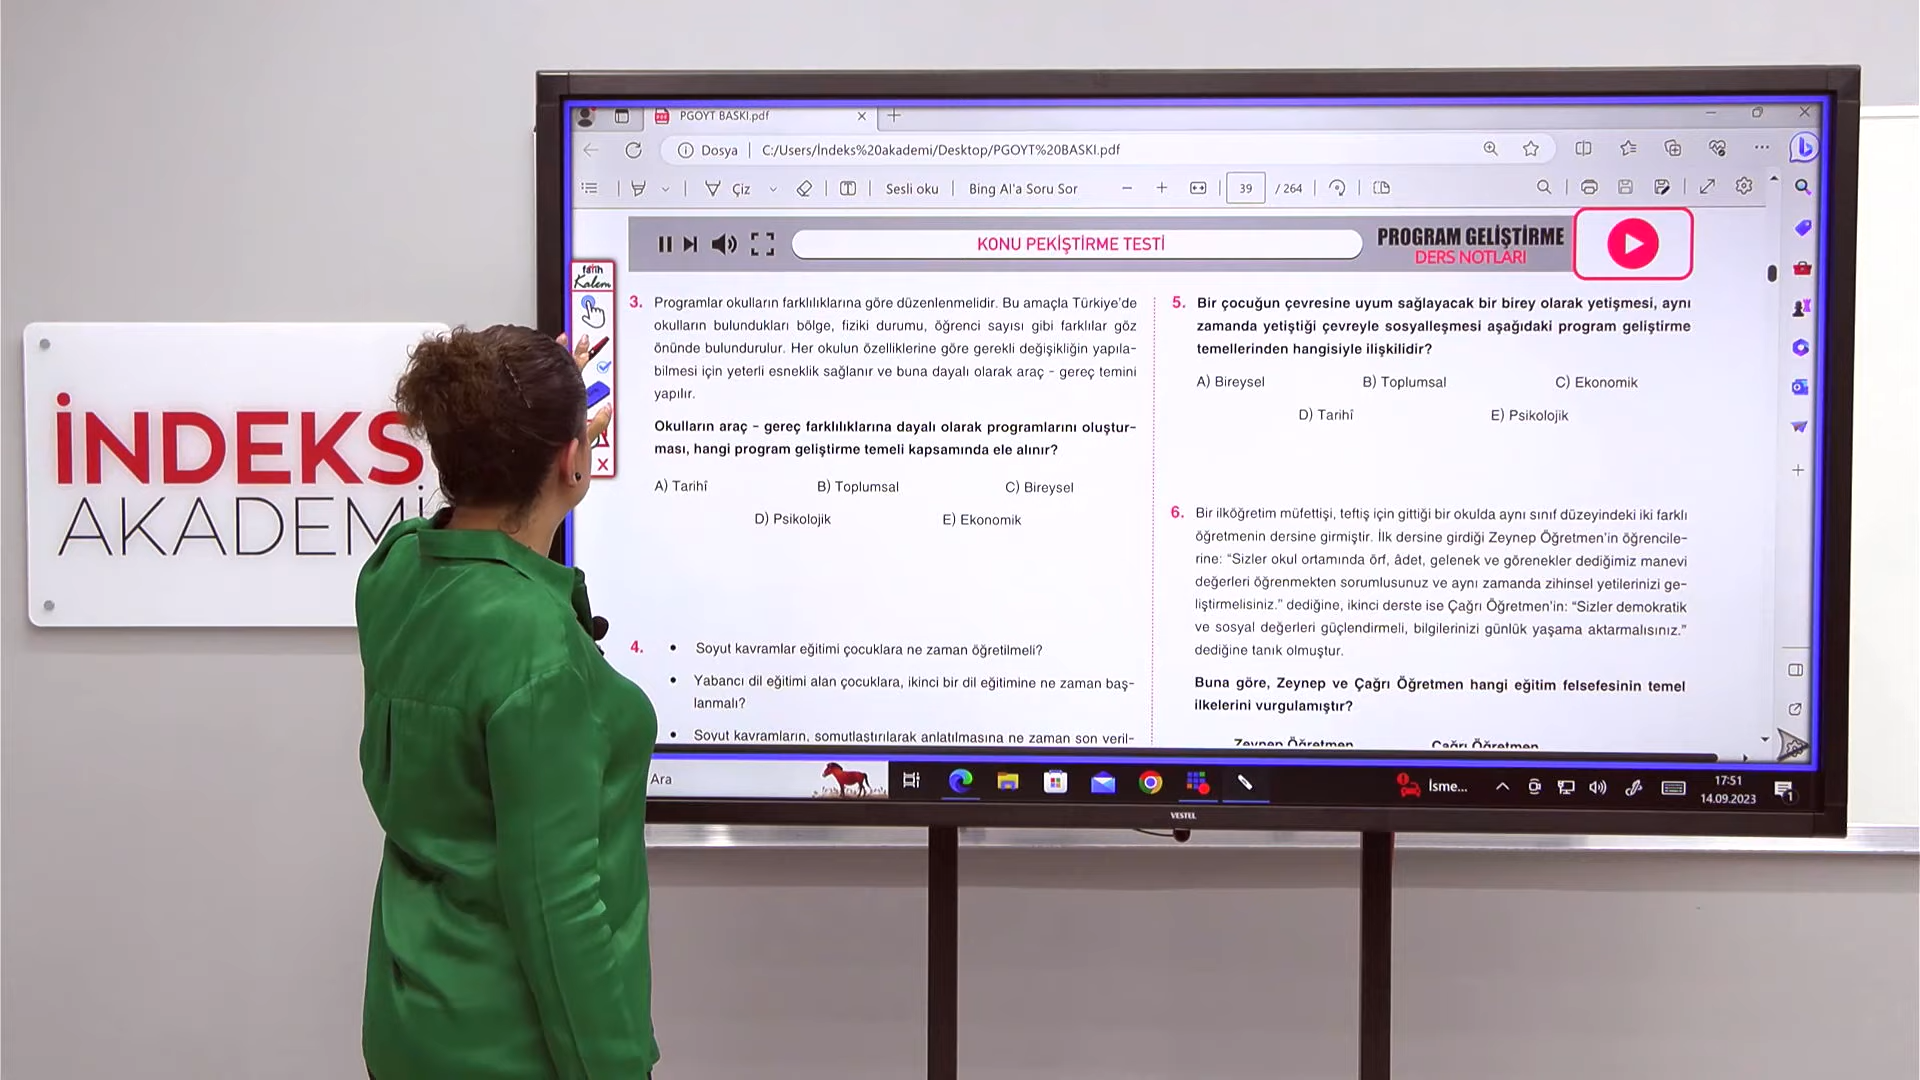 PGOYT BASKI.pdf
Dosya
C:/Users/İndeks%20akademi/Desktop/PGOYT%20BASKI.pdf
Çiz
Sesli oku
Bing AI'a Soru Sor
39
/ 264
KONU PEKİŞTİRME TESTİ
PROGRAM GELİŞTİRME
DERS NOTLARI
fatih
Kalem
X
3. Programlar okulların farklılıklarına göre düzenlenmelidir. Bu amaçla Türkiye'de
okulların bulundukları bölge, fiziki durumu, öğrenci sayısı gibi farklılar göz
önünde bulundurulur. Her okulun özelliklerine göre gerekli değişikliğin yapıla-
bilmesi için yeterli esneklik sağlanır ve buna dayalı olarak araç - gereç temini
yapılır.
Okulların araç - gereç farklılıklarına dayalı olarak programlarını oluştur-
ması, hangi program geliştirme temeli kapsamında ele alınır?
A) Tarihî
B) Toplumsal
C) Bireysel
D) Psikolojik
E) Ekonomik
4. • Soyut kavramlar eğitimi çocuklara ne zaman öğretilmeli?
• Yabancı dil eğitimi alan çocuklara, ikinci bir dil eğitimine ne zaman baş-
lanmalı?
• Soyut kavramların, somutlaştırılarak anlatılmasına ne zaman son veril-
5. Bir çocuğun çevresine uyum sağlayacak bir birey olarak yetişmesi, aynı
zamanda yetiştiği çevreyle sosyalleşmesi aşağıdaki program geliştirme
temellerinden hangisiyle ilişkilidir?
A) Bireysel
B) Toplumsal
C) Ekonomik
D) Tarihî
E) Psikolojik
6. Bir ilköğretim müfettişi, teftiş için gittiği bir okulda aynı sınıf düzeyindeki iki farklı
öğretmenin dersine girmiştir. İlk dersine girdiği Zeynep Öğretmen'in öğrencile-
rine: “Sizler okul ortamında örf, âdet, gelenek ve görenekler dediğimiz manevi
değerleri öğrenmekten sorumlusunuz ve aynı zamanda zihinsel yetilerinizi ge-
liştirmelisiniz.” dediğine, ikinci derste ise Çağrı Öğretmen'in: “Sizler demokratik
ve sosyal değerleri güçlendirmeli, bilgilerinizi günlük yaşama aktarmalısınız.”
dediğine tanık olmuştur.
Buna göre, Zeynep ve Çağrı Öğretmen hangi eğitim felsefesinin temel
ilkelerini vurgulamıştır?
Zeynep Öğretmen
Çağrı Öğretmen
Ara
İsme...
17:51
14.09.2023
1
VESTEL
İNDEKS
AKADEMİ